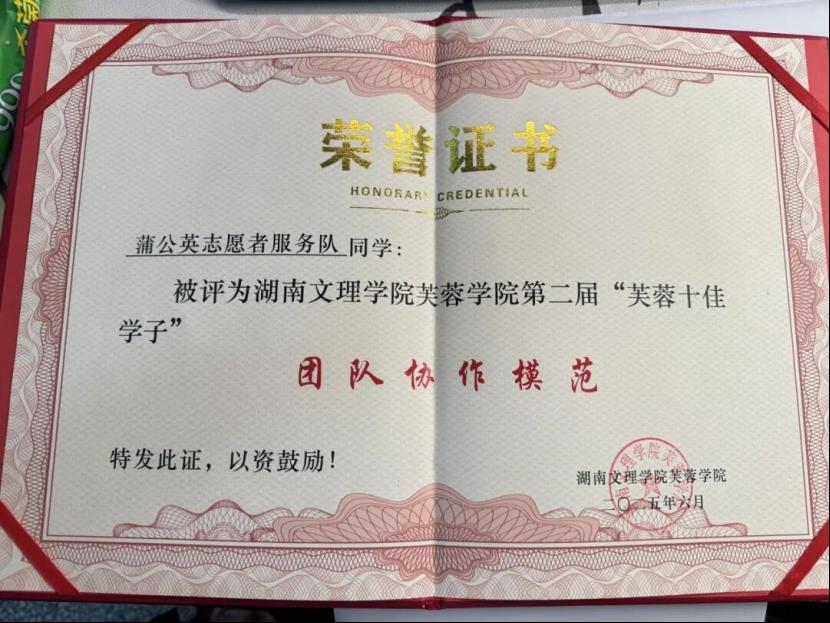 荣誉证书
HONORARY CREDENTIAL
蒲公英志愿者服务队同学：
被评为湖南文理学院芙蓉学院第二届“芙蓉十佳
学子”
团队协作模范
特发此证，以资鼓励！
湖南文理学院芙蓉学院
二〇二五年六月